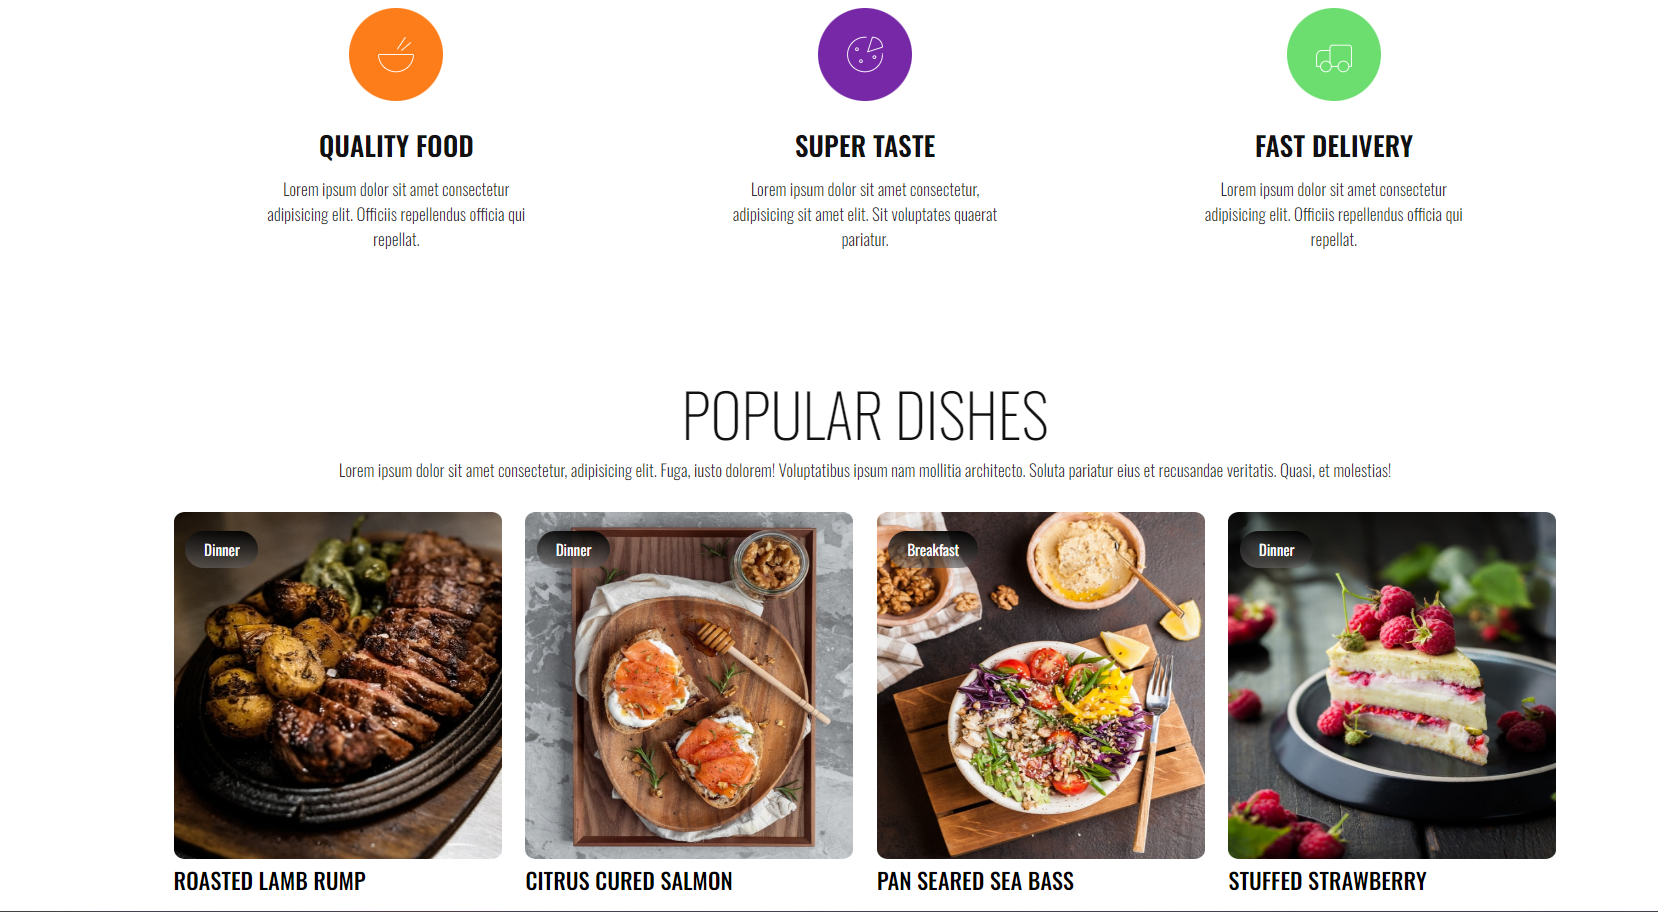 QUALITY FOOD
Lorem ipsum dolor sit amet consectetur
adipisicing elit. Officiis repellendus officia qui
repellat.
SUPER TASTE
Lorem ipsum dolor sit amet consectetur,
adipisicing sit amet elit. Sit voluptates quaerat
pariatur.
FAST DELIVERY
Lorem ipsum dolor sit amet consectetur
adipisicing elit. Officiis repellendus officia qui
repellat.
POPULAR DISHES
Lorem ipsum dolor sit amet consectetur, adipisicing elit. Fuga, iusto dolorem! Voluptatibus ipsum nam mollitia architecto. Soluta pariatur eius et recusandae veritatis. Quasi, et molestias!
Dinner
ROASTED LAMB RUMP
Dinner
CITRUS CURED SALMON
Breakfast
PAN SEARED SEA BASS
Dinner
STUFFED STRAWBERRY